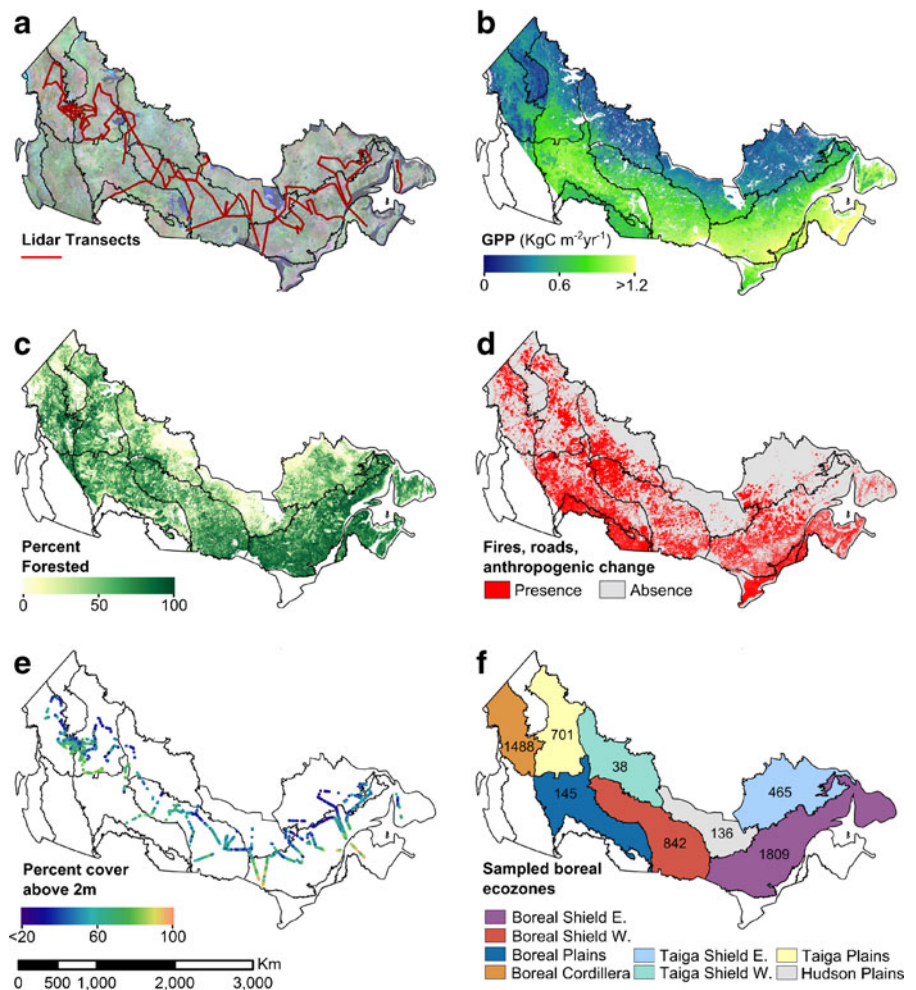 a
Lidar Transects
b
GPP (KgC m⁻²yr⁻¹)
0 0.6 >1.2
c
Percent
Forested
0 50 100
d
Fires, roads,
anthropogenic change
Presence Absence
e
Percent cover
above 2m
<20 60 100
Km
0 500 1,000 2,000 3,000
f
701
1488
38
145
465
136
842
1809
Sampled boreal
ecozones
Boreal Shield E.
Boreal Shield W.
Boreal Plains Taiga Shield E. Taiga Plains
Boreal Cordillera Taiga Shield W. Hudson Plains